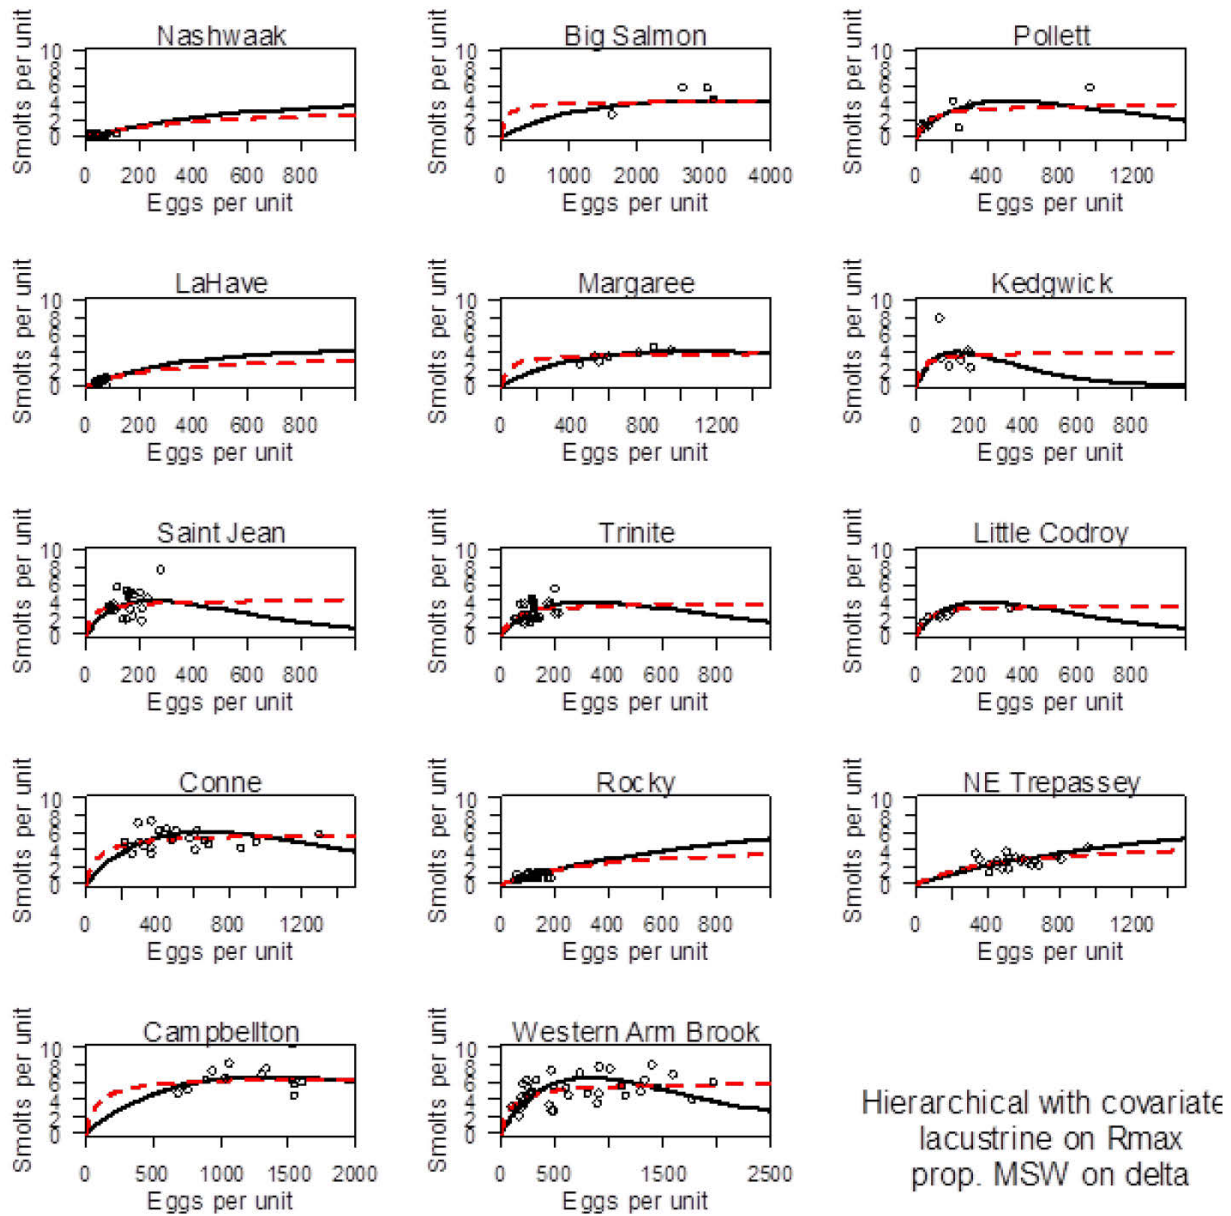 Nashwaak
Smolts per unit
10
8
6
4
2
0
0 200 400 600 800
Eggs per unit
Big Salmon
Smolts per unit
10
8
6
4
2
0
0 1000 2000 3000 4000
Eggs per unit
Pollett
Smolts per unit
10
8
6
4
2
0
0 400 800 1200
Eggs per unit
LaHave
Smolts per unit
10
8
6
4
2
0
0 200 400 600 800
Eggs per unit
Margaree
Smolts per unit
10
8
6
4
2
0
0 400 800 1200
Eggs per unit
Kedgwick
Smolts per unit
10
8
6
4
2
0
0 200 400 600 800
Eggs per unit
Saint Jean
Smolts per unit
10
8
6
4
2
0
0 200 400 600 800
Eggs per unit
Trinite
Smolts per unit
10
8
6
4
2
0
0 200 400 600 800
Eggs per unit
Little Codroy
Smolts per unit
10
8
6
4
2
0
0 200 400 600 800
Eggs per unit
Conne
Smolts per unit
10
8
6
4
2
0
0 400 800 1200
Eggs per unit
Rocky
Smolts per unit
10
8
6
4
2
0
0 200 400 600 800
Eggs per unit
NE Trepassey
Smolts per unit
10
8
6
4
2
0
0 400 800 1200
Eggs per unit
Campbellton
Smolts per unit
10
8
6
4
2
0
0 500 1000 1500 2000
Eggs per unit
Western Arm Brook
Smolts per unit
10
8
6
4
2
0
0 500 1500 2500
Eggs per unit
Hierarchical with covariate
lacustrine on Rmax
prop. MSW on delta